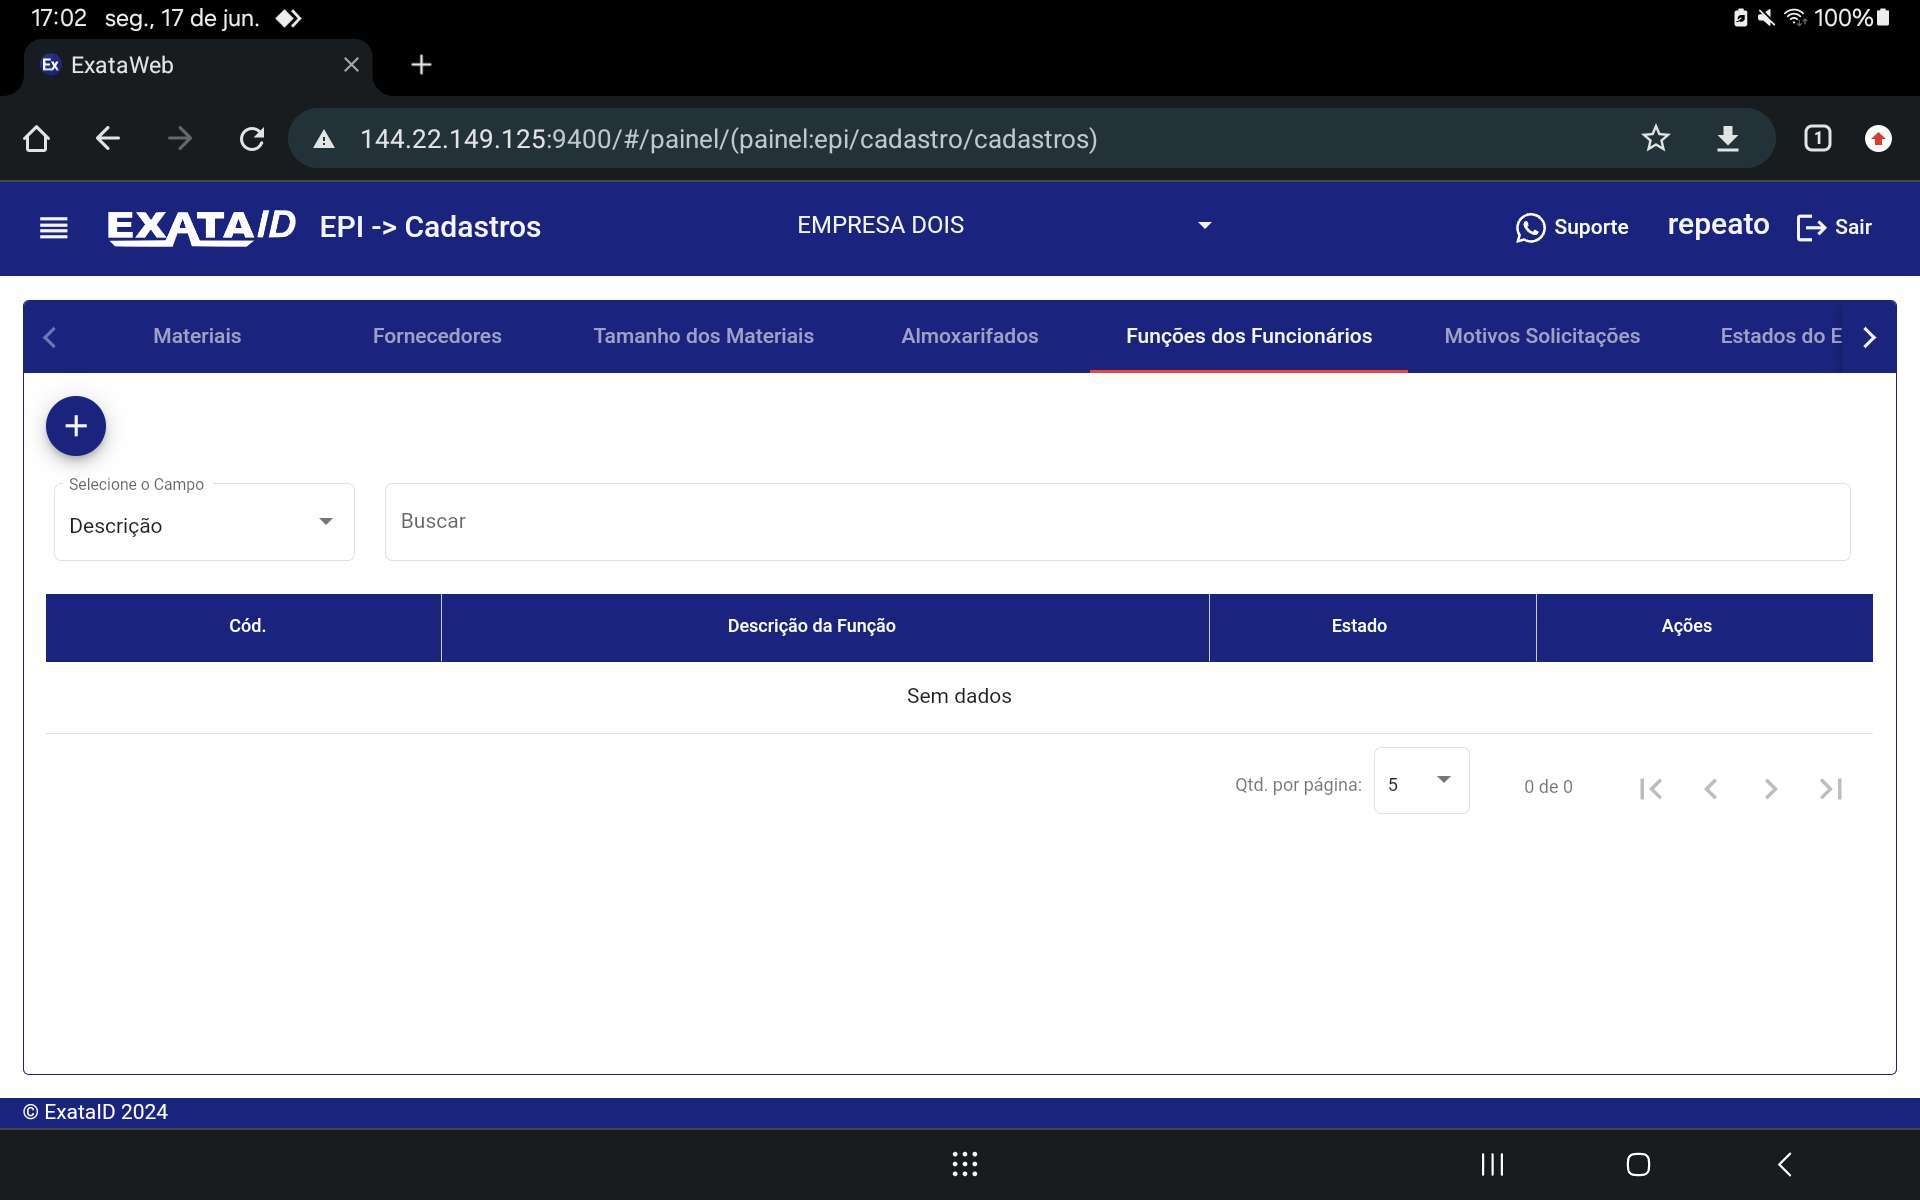 17:02 seg., 17 de jun. 100%
Ex ExataWeb
144.22.149.125:9400/#/painel/(painel:epi/cadastro/cadastros) 1
EXATAID EPI -> Cadastros EMPRESA DOIS Suporte repeato Sair
Materiais Fornecedores Tamanho dos Materiais Almoxarifados Funções dos Funcionários Motivos Solicitações Estados do E
Selecione o Campo
Descrição Buscar
Cód. Descrição da Função Estado Ações
Sem dados
Qtd. por página: 5 0 de 0
© ExataID 2024